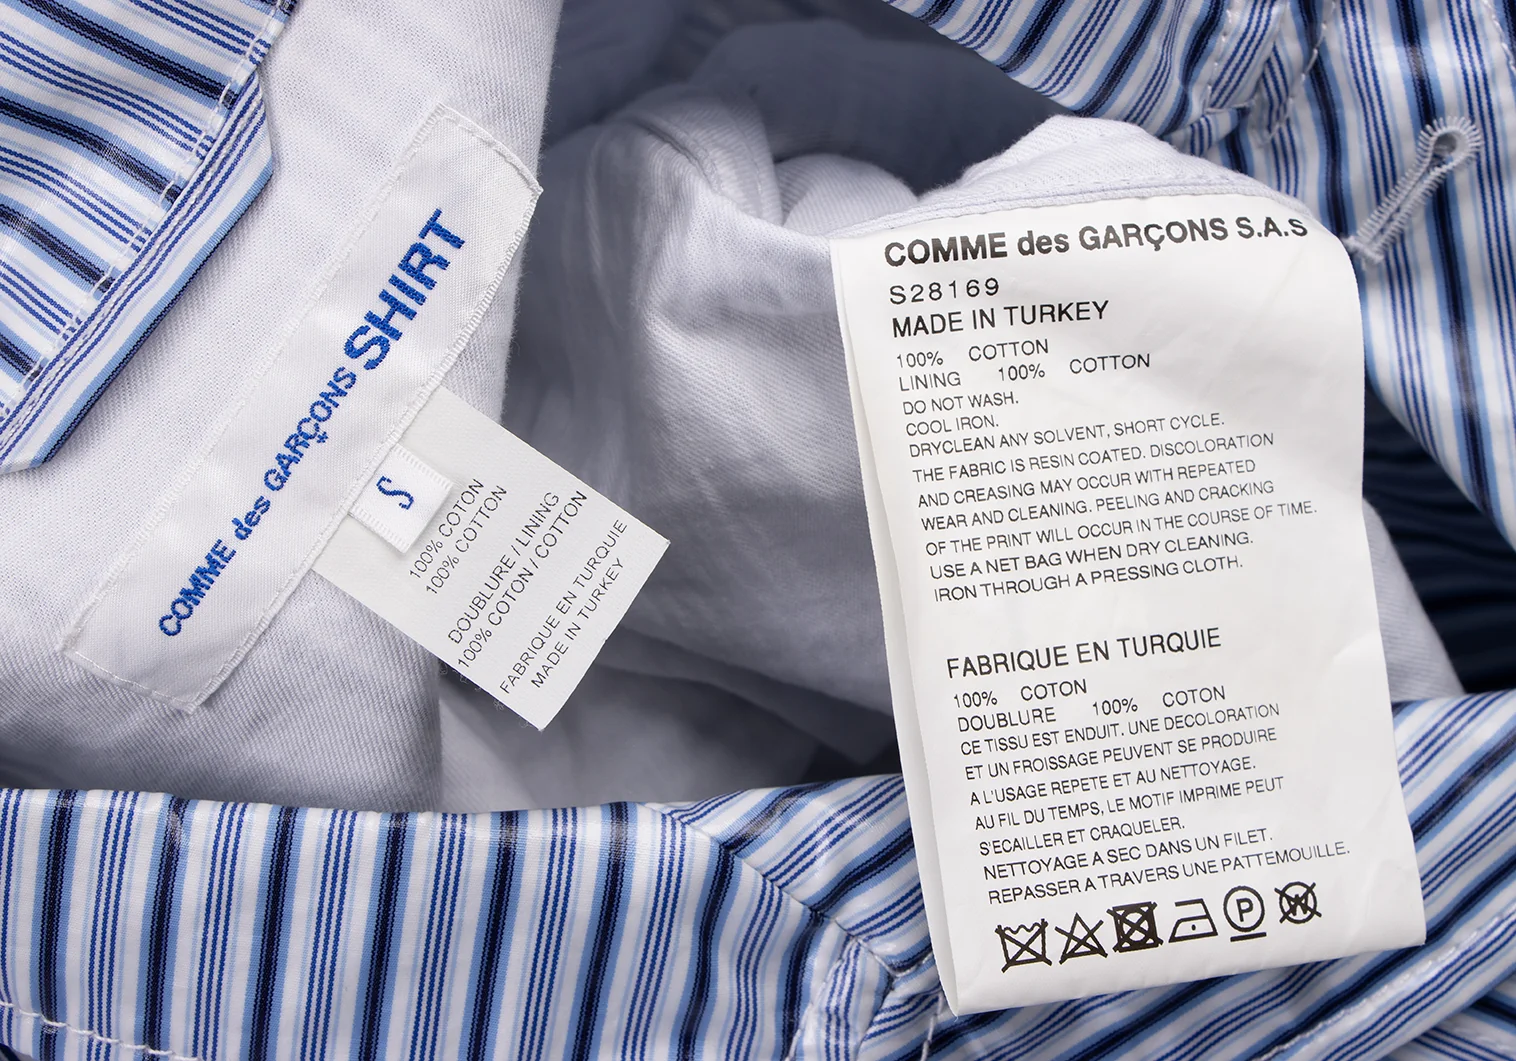 COMME des GARÇONS SHIRT
S
100% COTON
100% COTTON
DOUBLURE / LINING
100% COTON / COTTON
FABRIQUE EN TURQUIE
MADE IN TURKEY
COMME des GARÇONS S.A.S
S28169
MADE IN TURKEY
100% COTTON
LINING 100% COTTON
DO NOT WASH.
COOL IRON.
DRYCLEAN ANY SOLVENT, SHORT CYCLE.
THE FABRIC IS RESIN COATED. DISCOLORATION
AND CREASING MAY OCCUR WITH REPEATED
WEAR AND CLEANING. PEELING AND CRACKING
OF THE PRINT WILL OCCUR IN THE COURSE OF TIME.
USE A NET BAG WHEN DRY CLEANING.
IRON THROUGH A PRESSING CLOTH.
FABRIQUE EN TURQUIE
100% COTON
DOUBLURE 100% COTON
CE TISSU EST ENDUIT. UNE DECOLORATION
ET UN FROISSAGE PEUVENT SE PRODUIRE
A L'USAGE REPETE ET AU NETTOYAGE.
AU FIL DU TEMPS, LE MOTIF IMPRIME PEUT
S'ECAILLER ET CRAQUELER.
NETTOYAGE A SEC DANS UN FILET.
REPASSER A TRAVERS UNE PATTEMOUILLE.
P W